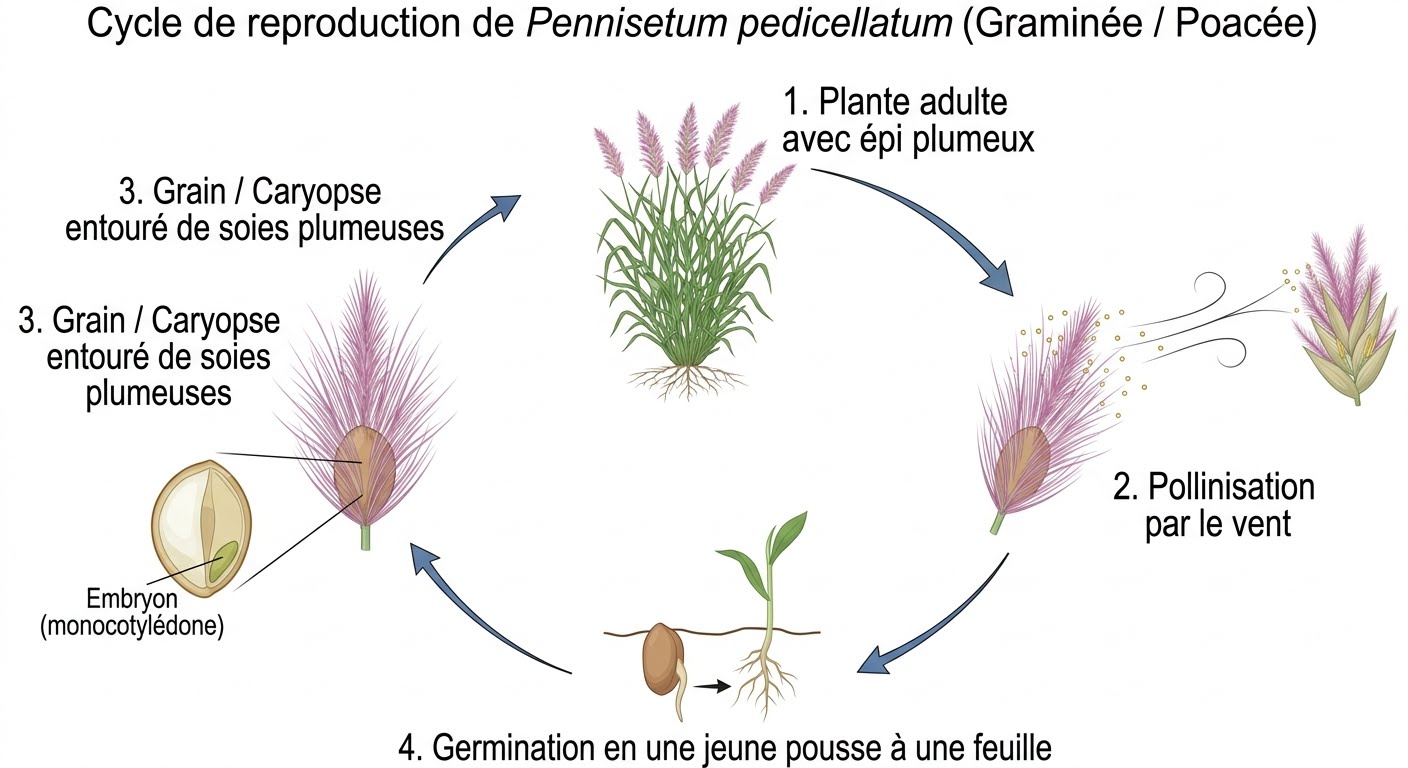 Cycle de reproduction de Pennisetum pedicellatum (Graminée / Poacée)
1. Plante adulte
avec épi plumeux
3. Grain / Caryopse
entouré de soies plumeuses
3. Grain / Caryopse
entouré de soies
plumeuses
Embryon
(monocotylédone)
2. Pollinisation
par le vent
4. Germination en une jeune pousse à une feuille